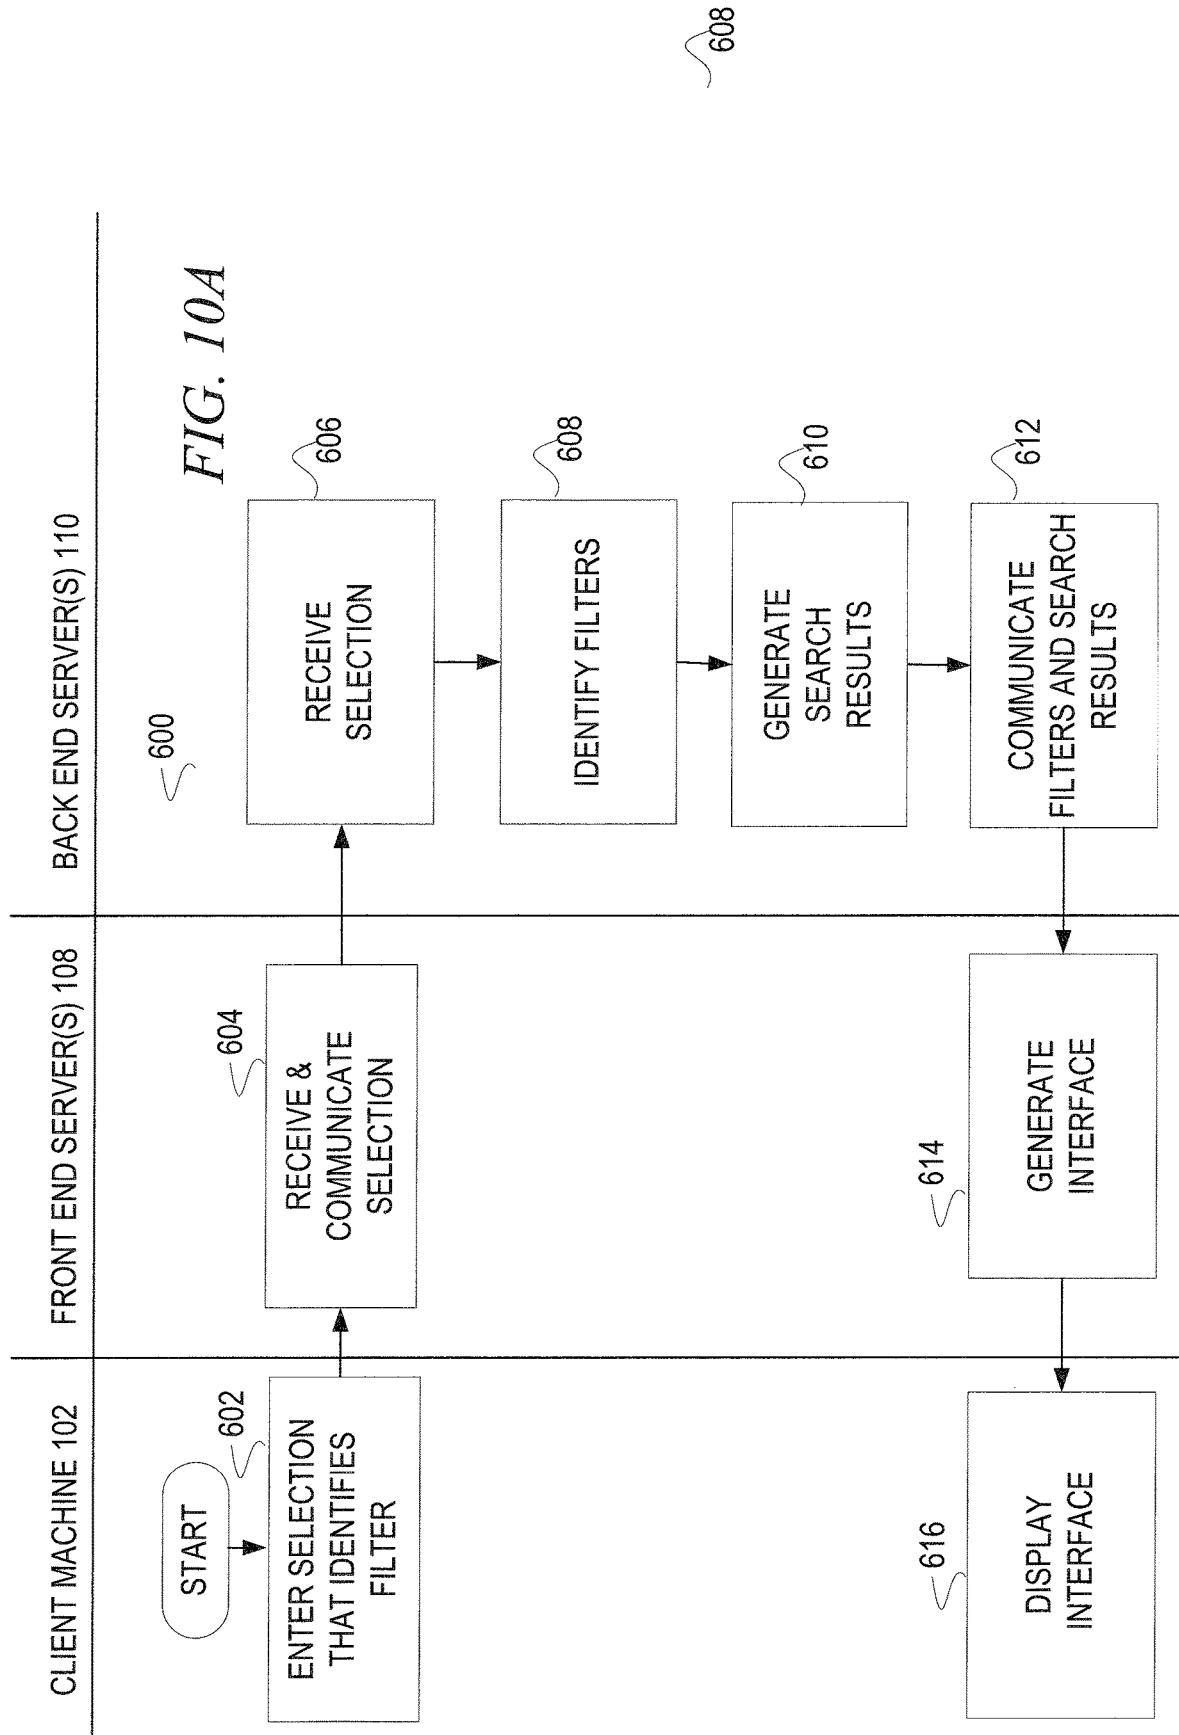 CLIENT MACHINE 102
FRONT END SERVER(S) 108
BACK END SERVER(S) 110
600
FIG. 10A
START
602
ENTER SELECTION
THAT IDENTIFIES
FILTER
604
RECEIVE &
COMMUNICATE
SELECTION
606
RECEIVE
SELECTION
608
IDENTIFY FILTERS
610
GENERATE
SEARCH
RESULTS
612
COMMUNICATE
FILTERS AND SEARCH
RESULTS
614
GENERATE
INTERFACE
616
DISPLAY
INTERFACE
608